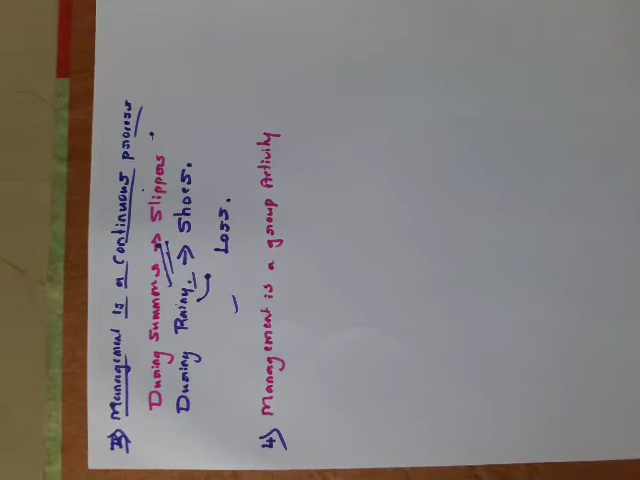 3) Management is a continuous process
During Summer => Slippers.
During Rainy. => Shoes.
Loss.
4) Management is a group Activity